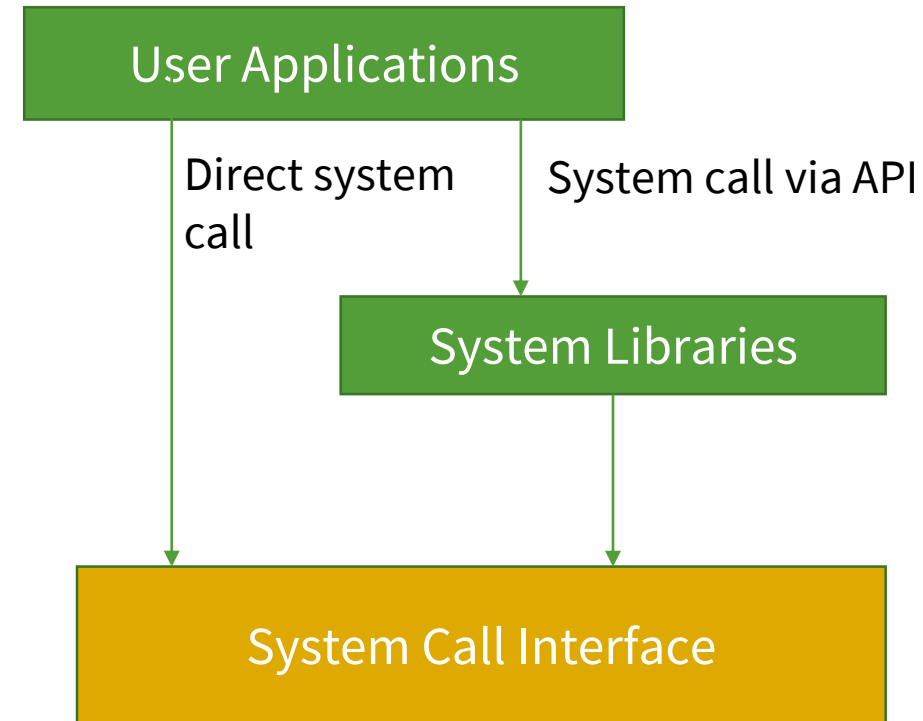 User Applications
Direct system
call
System call via API
System Libraries
System Call Interface